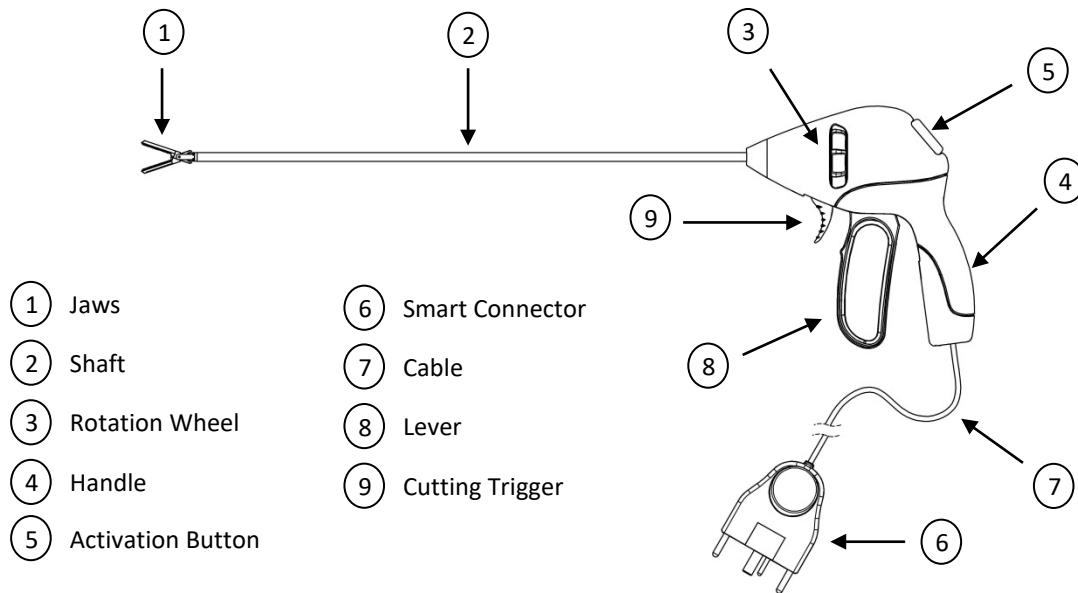 1
2
3
5
4
9
8
7
6
1 Jaws
2 Shaft
3 Rotation Wheel
4 Handle
5 Activation Button
6 Smart Connector
7 Cable
8 Lever
9 Cutting Trigger